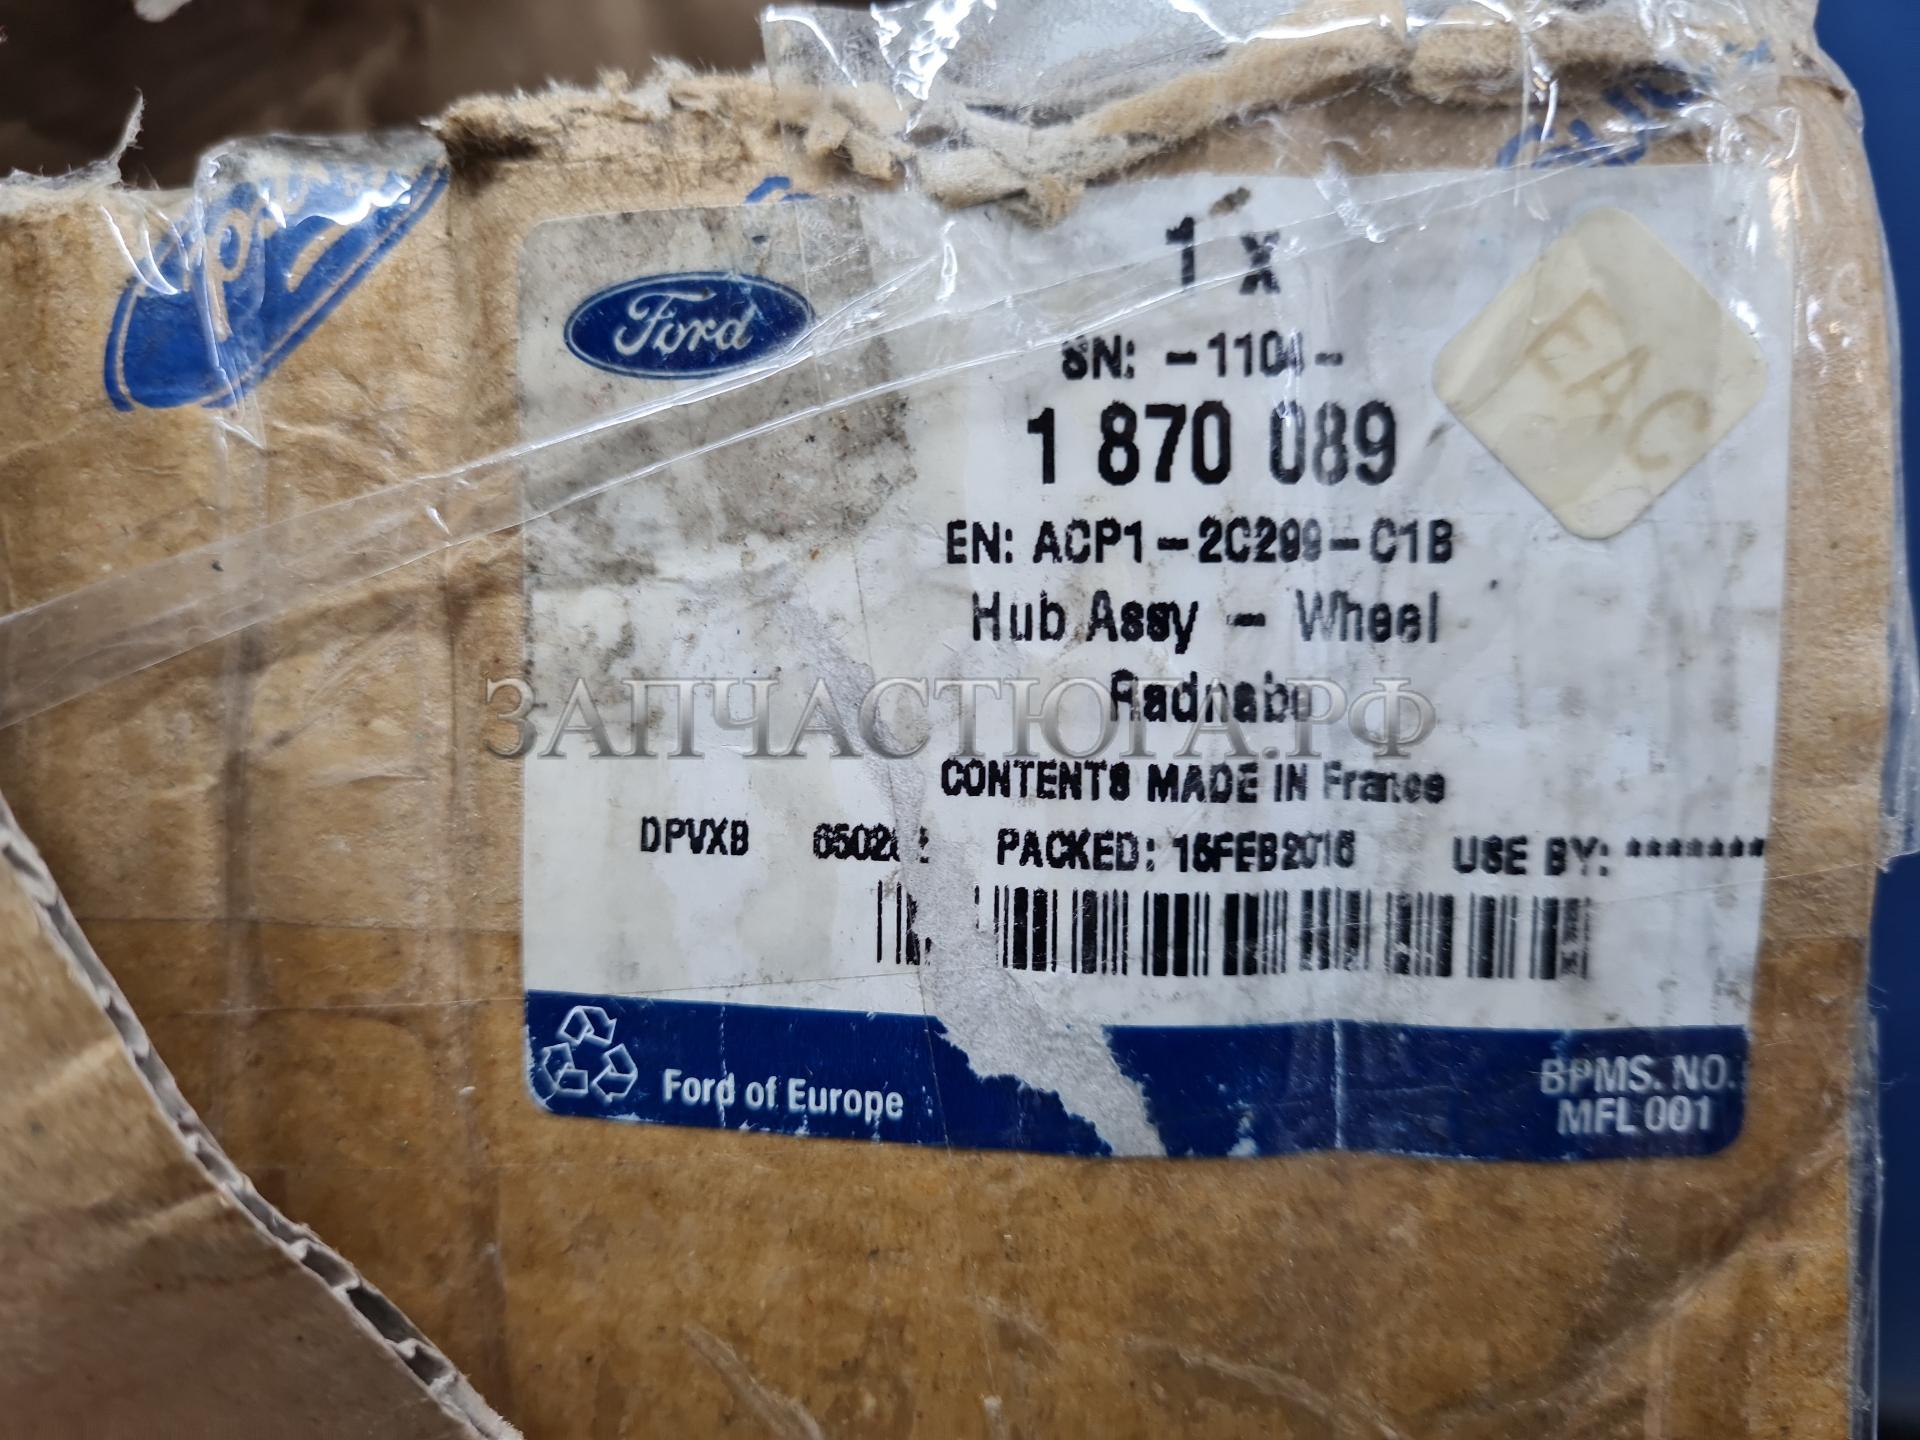 Ford
Ford
1 x
SN: -1104-
EAC
1 870 089
EN: ACP1-2C299-C1B
Hub Assy - Wheel
Radnabe
ЗАПЧАСТЮГА.РФ
CONTENTS MADE IN France
DPVXB PACKED: USE BY: *******
Ford of Europe
BPMS. NO.
MFL 001